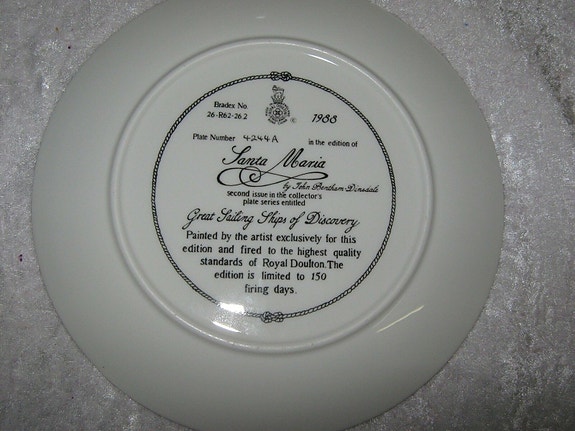 Bradex No.
26-R62-26.2
1988
Plate Number 4244A in the edition of
Santa Maria
by John Bentham Dinsdale
second issue in the collector's
plate series entitled
Great Sailing Ships of Discovery
Painted by the artist exclusively for this
edition and fired to the highest quality
standards of Royal Doulton. The
edition is limited to 150
firing days.